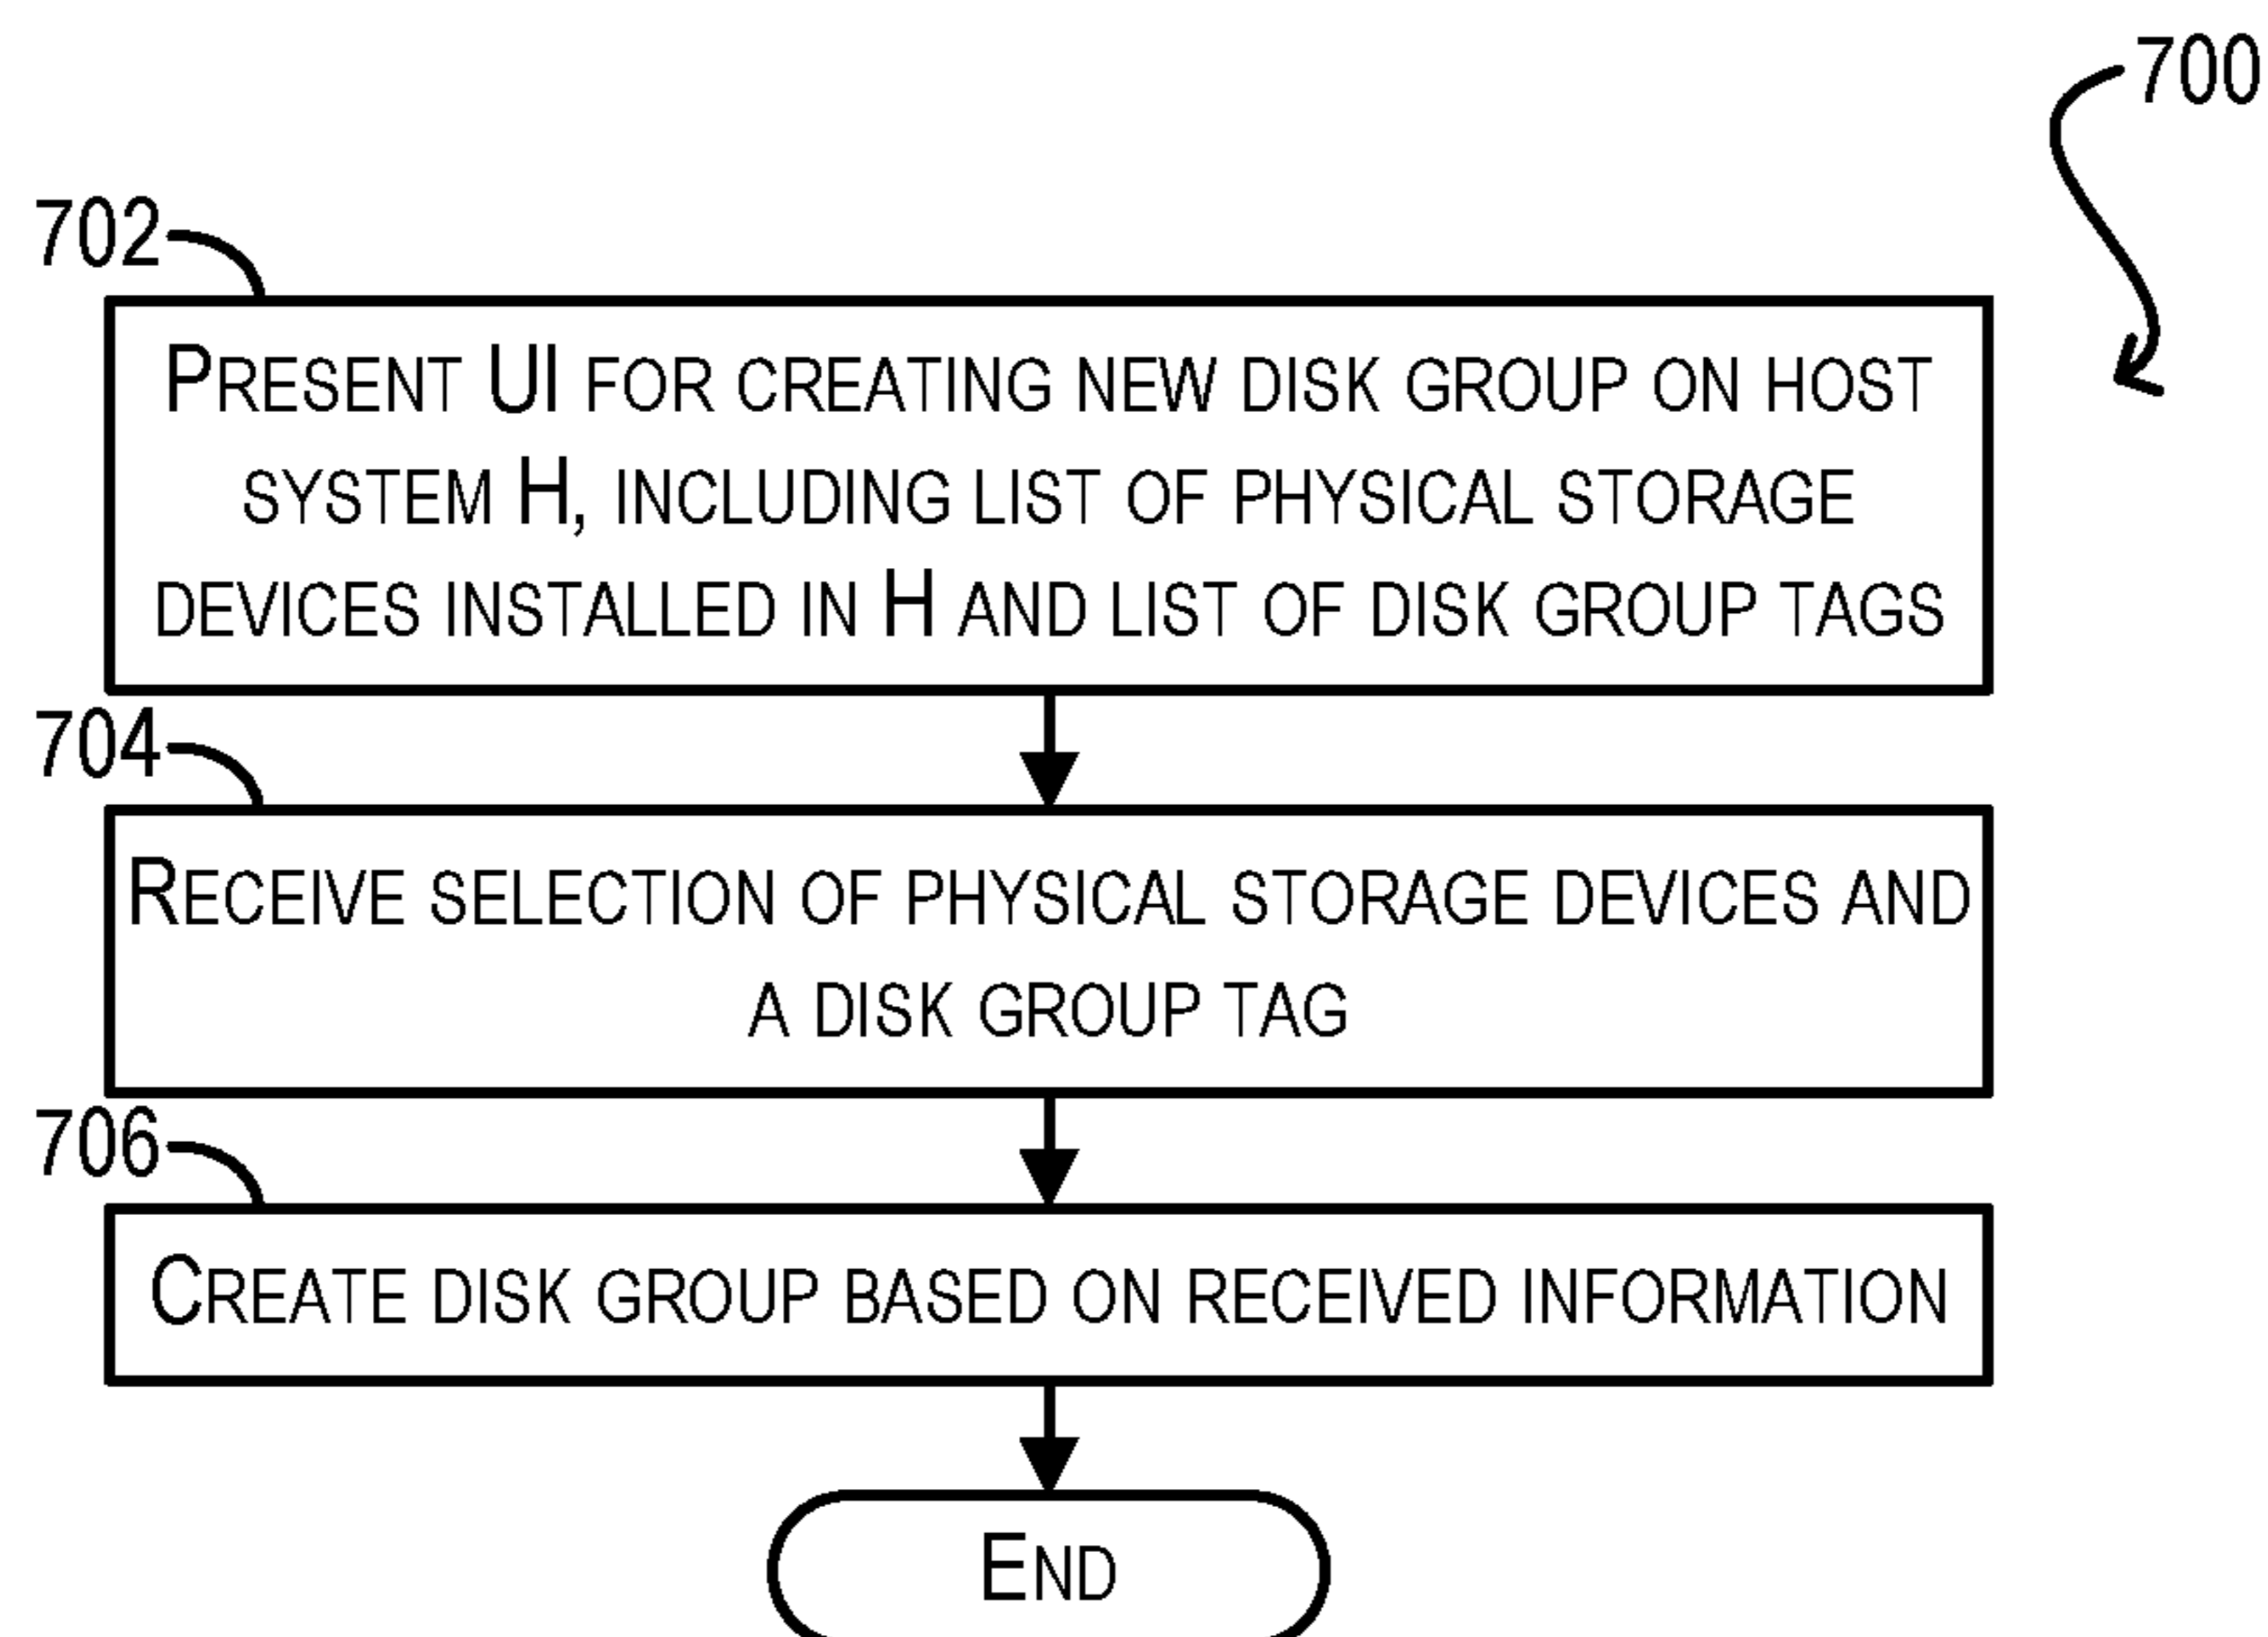 700
702
Present UI for creating new disk group on host
system H, including list of physical storage
devices installed in H and list of disk group tags
704
Receive selection of physical storage devices and
a disk group tag
706
Create disk group based on received information
End